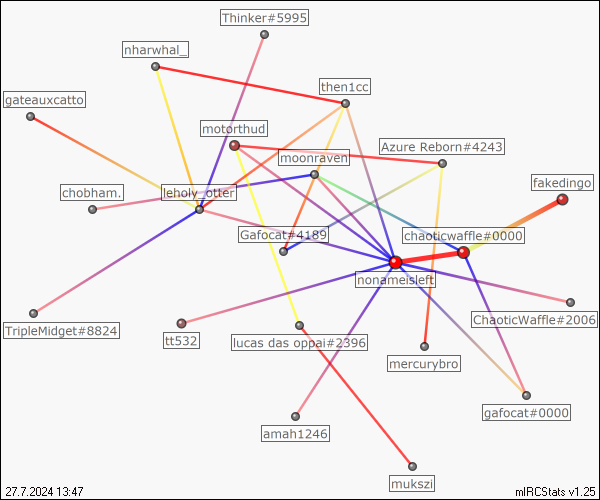 Thinker#5995
nharwhal_
then1cc
gateauxcatto
motorthud
Azure Reborn#4243
moonraven
fakedingo
chobham.
lehoiy_otter
Gafocat#4189
chaoticwaffle#0000
nonameisleft
TripleMidget#8824
ChaoticWaffle#2006
tt532
lucas das oppai#2396
mercurybro
gafocat#0000
amah1246
mukszi
27.7.2024 13:47
mIRCStats v1.25